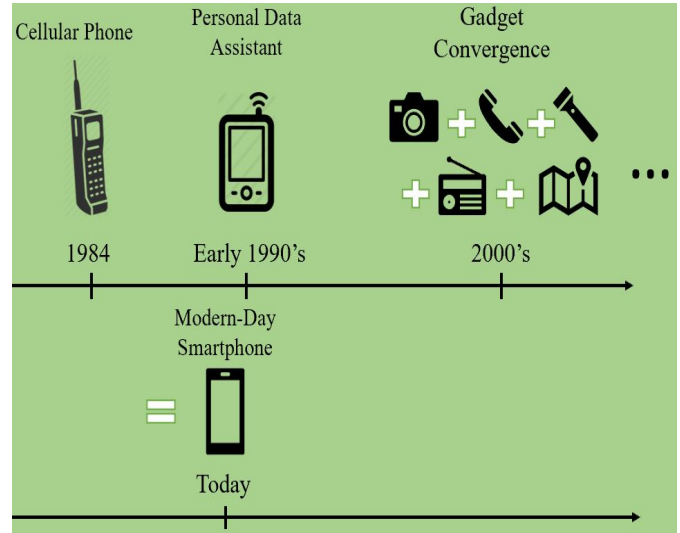 Cellular Phone
Personal Data
Assistant
Gadget
Convergence
+ +
+ +
...
1984
Early 1990’s
2000’s
Modern-Day
Smartphone
=
Today